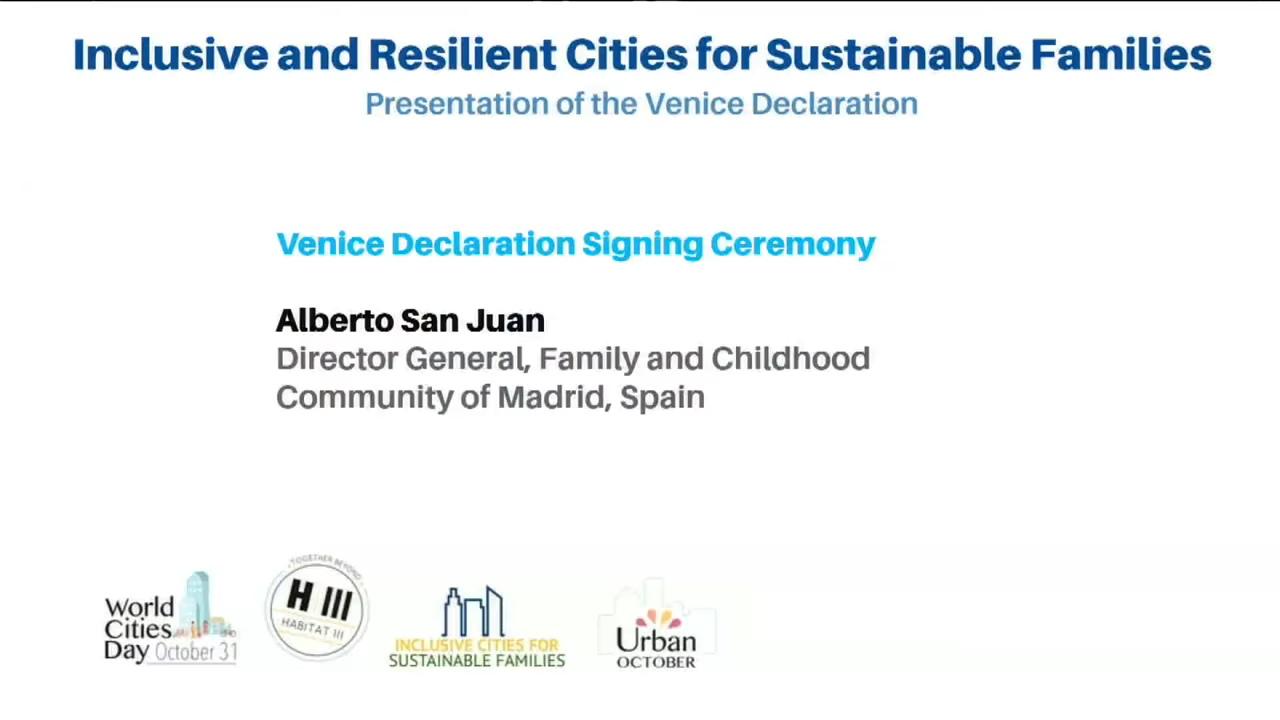 Inclusive and Resilient Cities for Sustainable Families
Presentation of the Venice Declaration
Venice Declaration Signing Ceremony
Alberto San Juan
Director General, Family and Childhood
Community of Madrid, Spain
World
Cities
Day October 31
TOGETHER BEYOND
H III
HABITAT III
INCLUSIVE CITIES FOR
SUSTAINABLE FAMILIES
Urban
OCTOBER